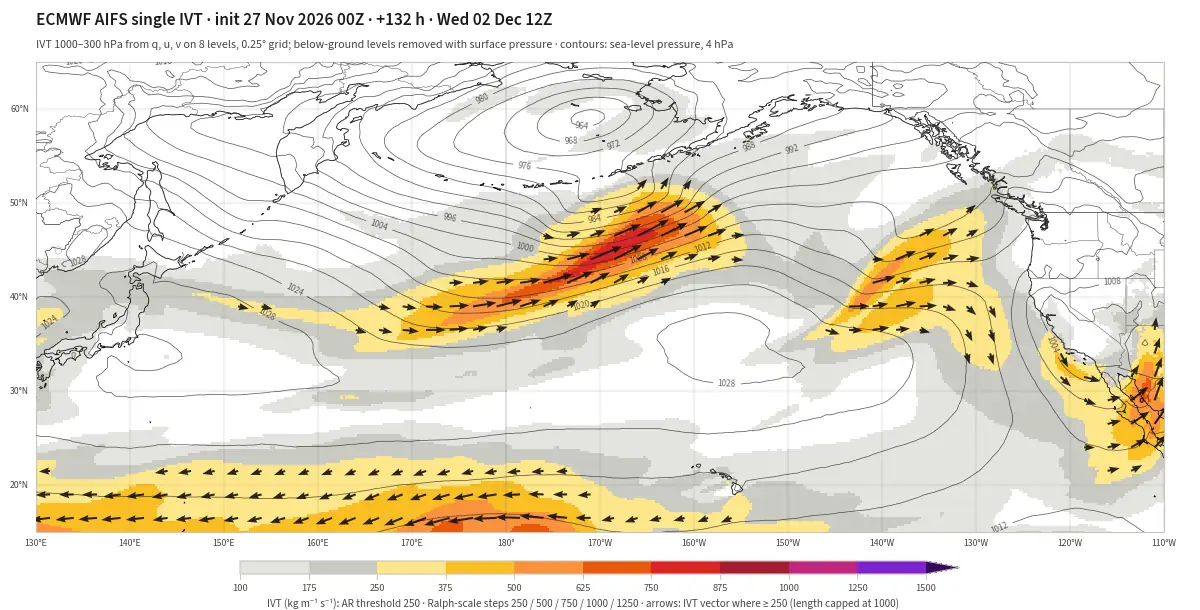 ECMWF AIFS single IVT · init 27 Nov 2026 00Z · +132 h · Wed 02 Dec 12Z
IVT 1000–300 hPa from q, u, v on 8 levels, 0.25° grid; below-ground levels removed with surface pressure · contours: sea-level pressure, 4 hPa
980
964
968
972
976
988
992
60°N
50°N
984
996
1004
1000
1012
1028
1016
1008
1024
1020
1028
40°N
1024
1004
1028
30°N
20°N
1012
130°E
140°E
150°E
160°E
170°E
180°
170°W
160°W
150°W
140°W
130°W
120°W
110°W
100
175
250
375
500
625
750
875
1000
1250
1500
IVT (kg m⁻¹ s⁻¹): AR threshold 250 · Ralph-scale steps 250 / 500 / 750 / 1000 / 1250 · arrows: IVT vector where ≥ 250 (length capped at 1000)